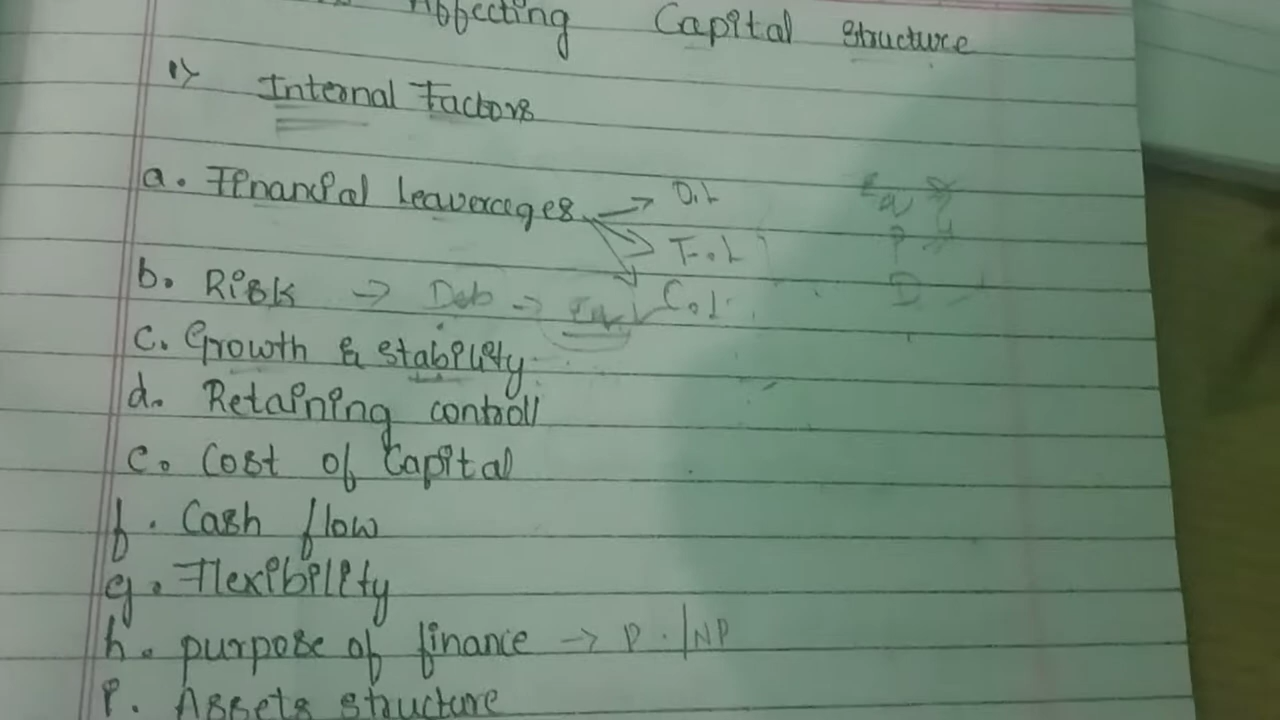 Affecting Capital Structure
1) Internal Factors
a. Financial Leaverages → O.L
→ F.O.L
→ C.O.L
b. Risk → Deb →
c. Growth & stability
d. Retaining controll
e. Cost of Capital
f. Cash flow
g. Flexibility
h. purpose of finance → P./NP
i. Assets structure